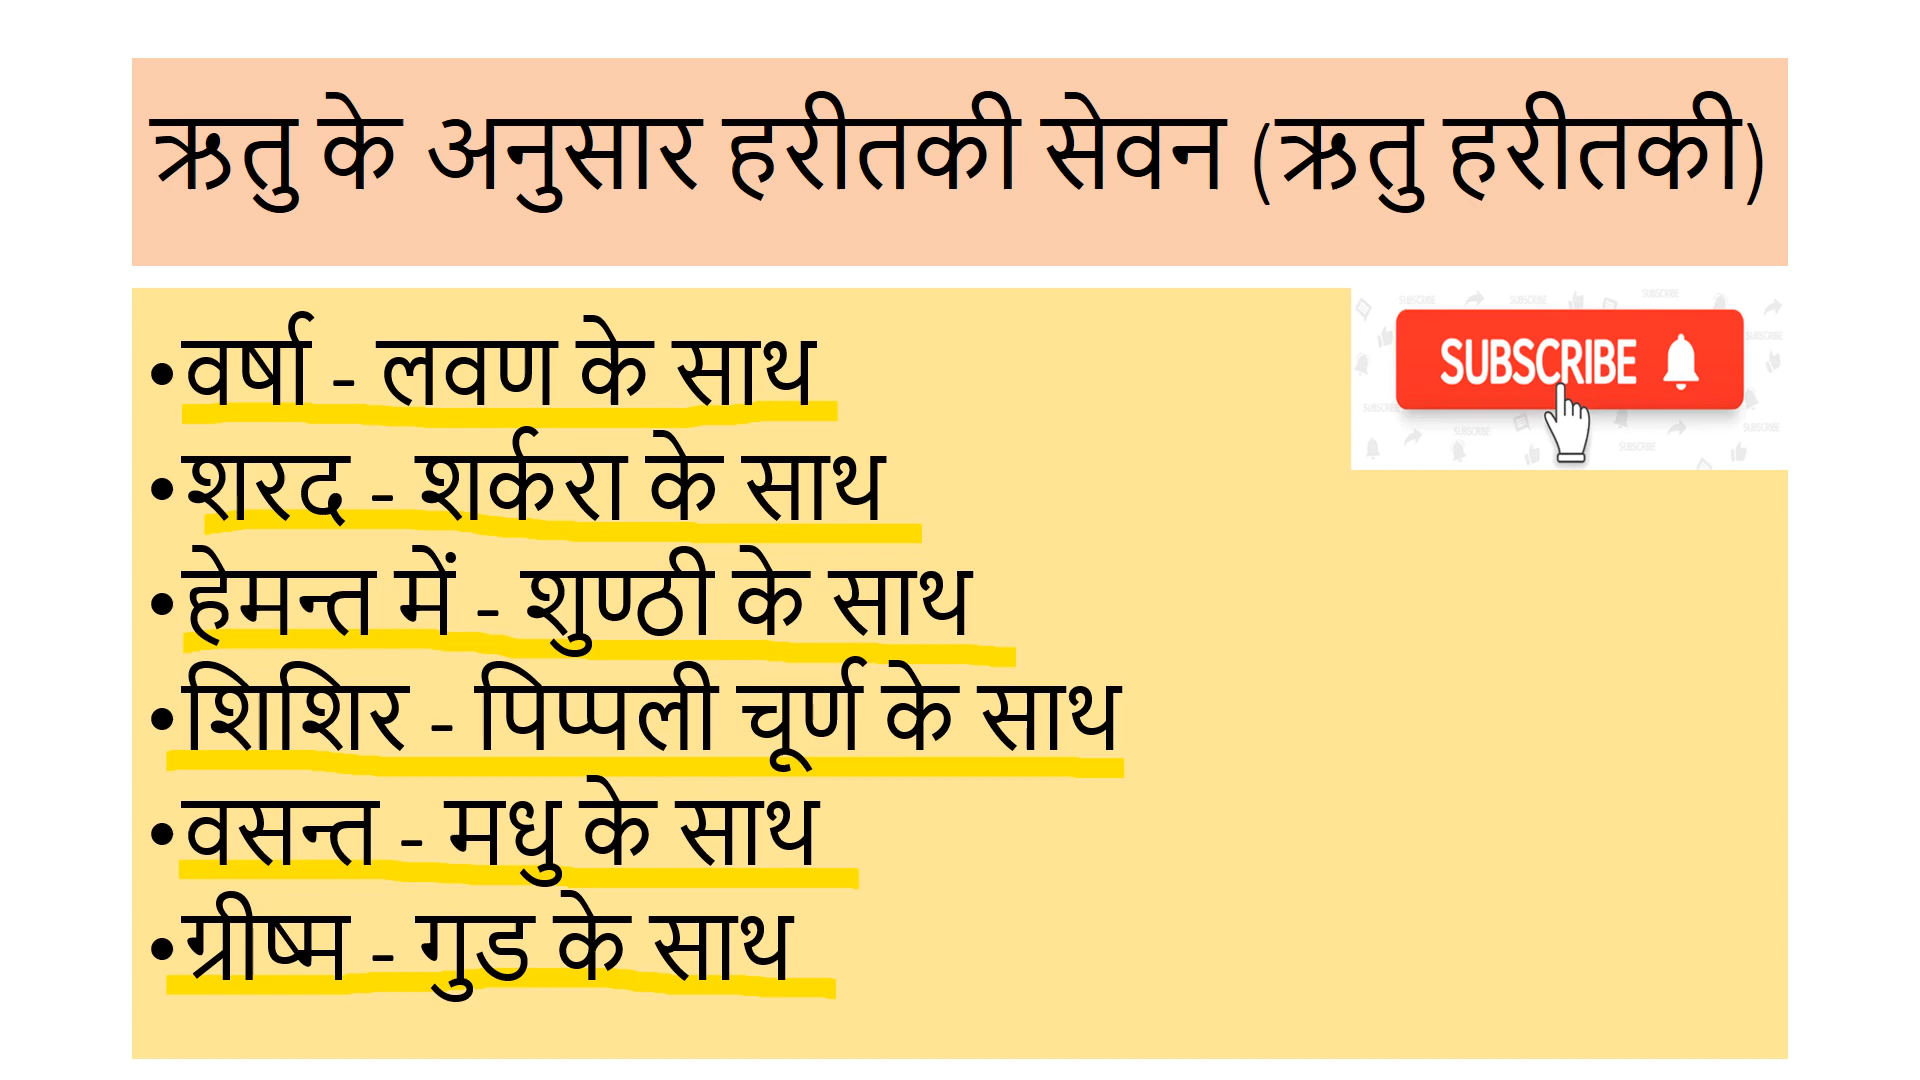 ऋतु के अनुसार हरीतकी सेवन (ऋतु हरीतकी)
•वर्षा - लवण के साथ
SUBSCRIBE
•शरद - शर्करा के साथ
•हेमन्त में - शुण्ठी के साथ
•शिशिर - पिप्पली चूर्ण के साथ
•वसन्त - मधु के साथ
•ग्रीष्म - गुड के साथ